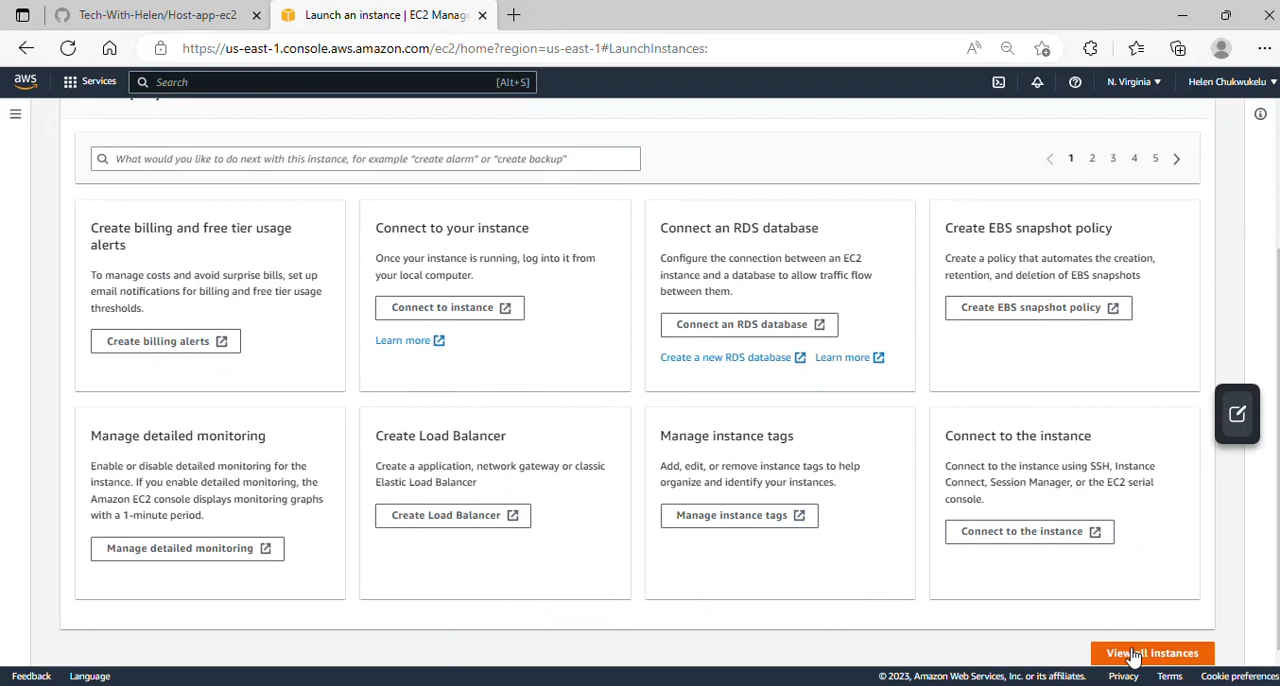 Tech-With-Helen/Host-app-ec2
Launch an instance | EC2 Manag
https://us-east-1.console.aws.amazon.com/ec2/home?region=us-east-1#LaunchInstances:
aws
Services
Search
[Alt+S]
N. Virginia
Helen Chukwukelu
What would you like to do next with this instance, for example "create alarm" or "create backup"
1 2 3 4 5
Create billing and free tier usage
alerts
To manage costs and avoid surprise bills, set up
email notifications for billing and free tier usage
thresholds.
Create billing alerts
Connect to your instance
Once your instance is running, log into it from
your local computer.
Connect to instance
Learn more
Connect an RDS database
Configure the connection between an EC2
instance and a database to allow traffic flow
between them.
Connect an RDS database
Create a new RDS database Learn more
Create EBS snapshot policy
Create a policy that automates the creation,
retention, and deletion of EBS snapshots
Create EBS snapshot policy
Manage detailed monitoring
Enable or disable detailed monitoring for the
instance. If you enable detailed monitoring, the
Amazon EC2 console displays monitoring graphs
with a 1-minute period.
Manage detailed monitoring
Create Load Balancer
Create a application, network gateway or classic
Elastic Load Balancer
Create Load Balancer
Manage instance tags
Add, edit, or remove instance tags to help
organize and identify your instances.
Manage instance tags
Connect to the instance
Connect to the instance using SSH, Instance
Connect, Session Manager, or the EC2 serial
console.
Connect to the instance
View all instances
Feedback
Language
© 2023, Amazon Web Services, Inc. or its affiliates.
Privacy
Terms
Cookie preferences